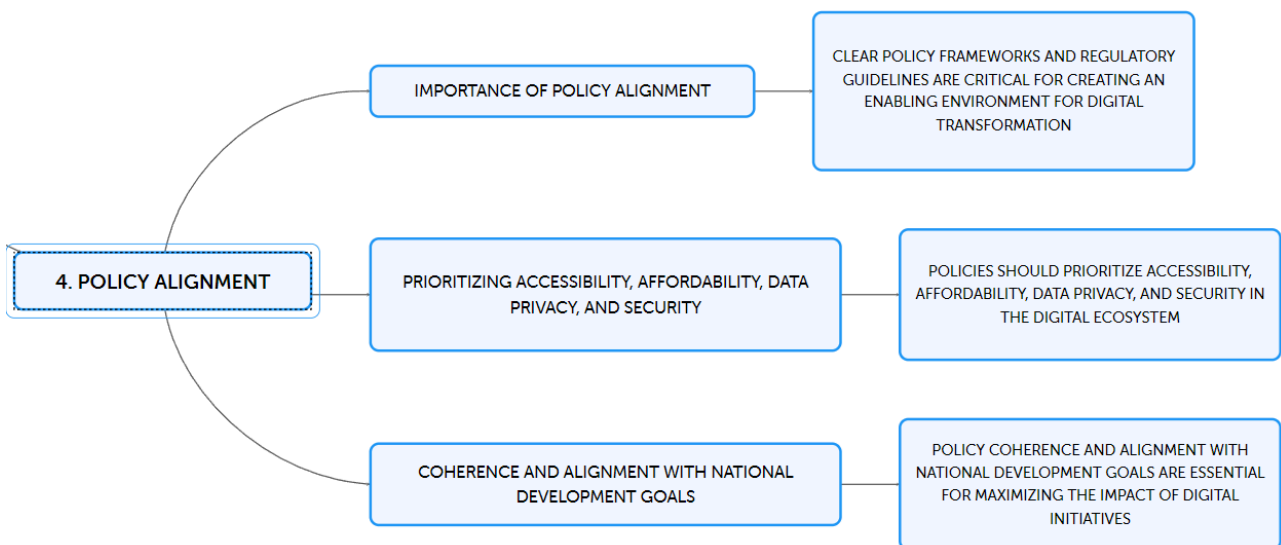 4. POLICY ALIGNMENT
IMPORTANCE OF POLICY ALIGNMENT
CLEAR POLICY FRAMEWORKS AND REGULATORY
GUIDELINES ARE CRITICAL FOR CREATING AN
ENABLING ENVIRONMENT FOR DIGITAL
TRANSFORMATION
PRIORITIZING ACCESSIBILITY, AFFORDABILITY, DATA
PRIVACY, AND SECURITY
POLICIES SHOULD PRIORITIZE ACCESSIBILITY,
AFFORDABILITY, DATA PRIVACY, AND SECURITY IN
THE DIGITAL ECOSYSTEM
COHERENCE AND ALIGNMENT WITH NATIONAL
DEVELOPMENT GOALS
POLICY COHERENCE AND ALIGNMENT WITH
NATIONAL DEVELOPMENT GOALS ARE ESSENTIAL
FOR MAXIMIZING THE IMPACT OF DIGITAL
INITIATIVES